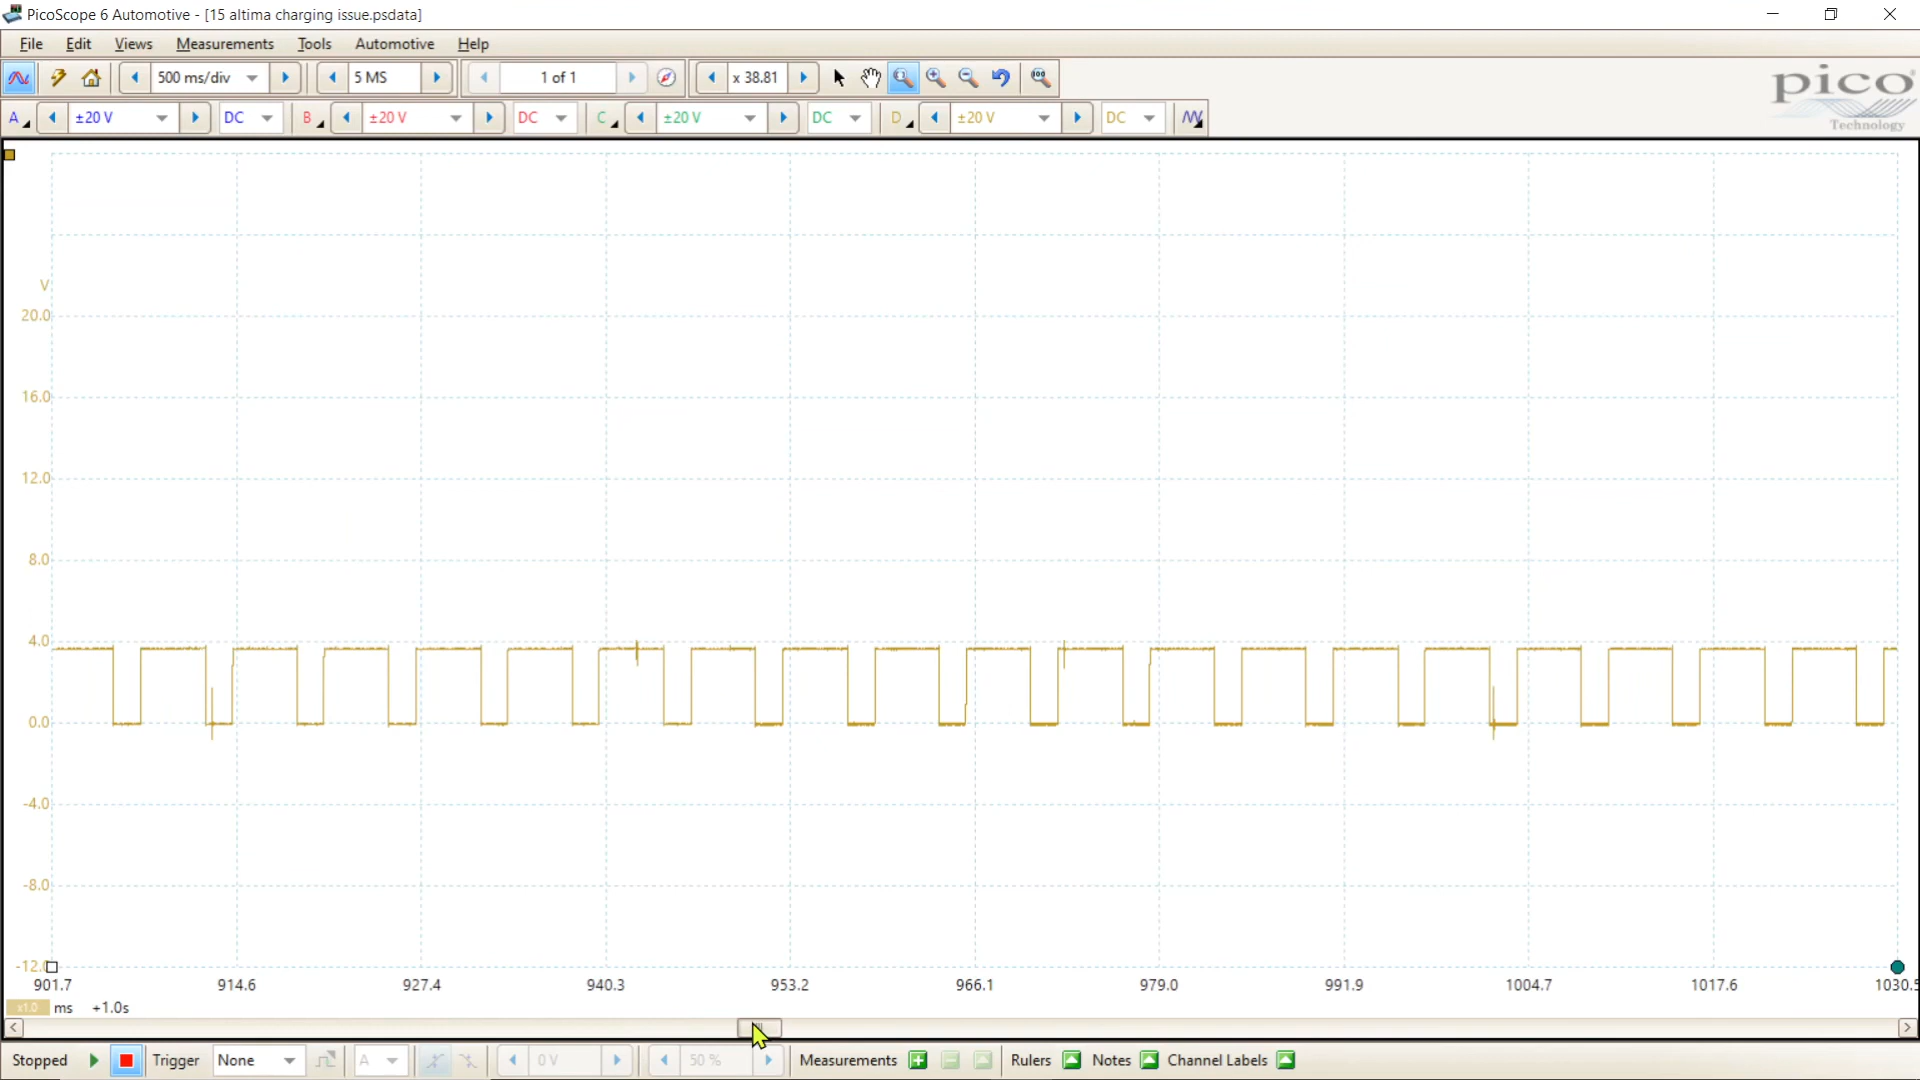 PicoScope 6 Automotive - [15 altima charging issue.psdata]
File Edit Views Measurements Tools Automotive Help
500 ms/div 5 MS 1 of 1 x 38.81
pico
Technology
A ±20 V DC B ±20 V DC C ±20 V DC D ±20 V DC
V
20.0
16.0
12.0
8.0
4.0
0.0
-4.0
-8.0
-12.0
901.7 914.6 927.4 940.3 953.2 966.1 979.0 991.9 1004.7 1017.6 1030.5
x1.0 ms +1.0s
Stopped Trigger None A 0 V 50 % Measurements Rulers Notes Channel Labels